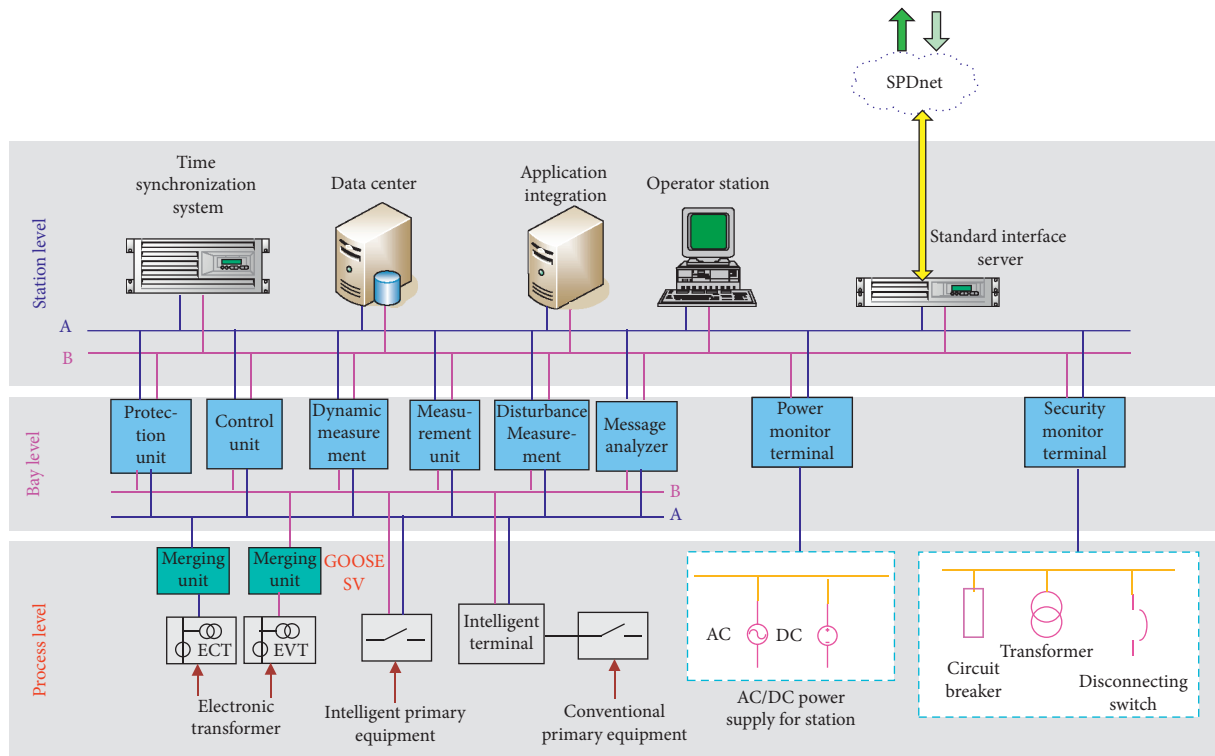 SPDnet
Station level
Time
synchronization
system
Data center
Application
integration
Operator station
Standard interface
server
A
B
Bay level
Protec-
tion
unit
Control
unit
Dynamic
measure
ment
Measu-
rement
unit
Disturbance
Measure-
ment
Message
analyzer
Power
monitor
terminal
Security
monitor
terminal
B
A
Process level
Merging
unit
Merging
unit
GOOSE
SV
ECT
EVT
Intelligent
terminal
Electronic
transformer
Intelligent primary
equipment
Conventional
primary equipment
AC
DC
AC/DC power
supply for station
Circuit
breaker
Transformer
Disconnecting
switch